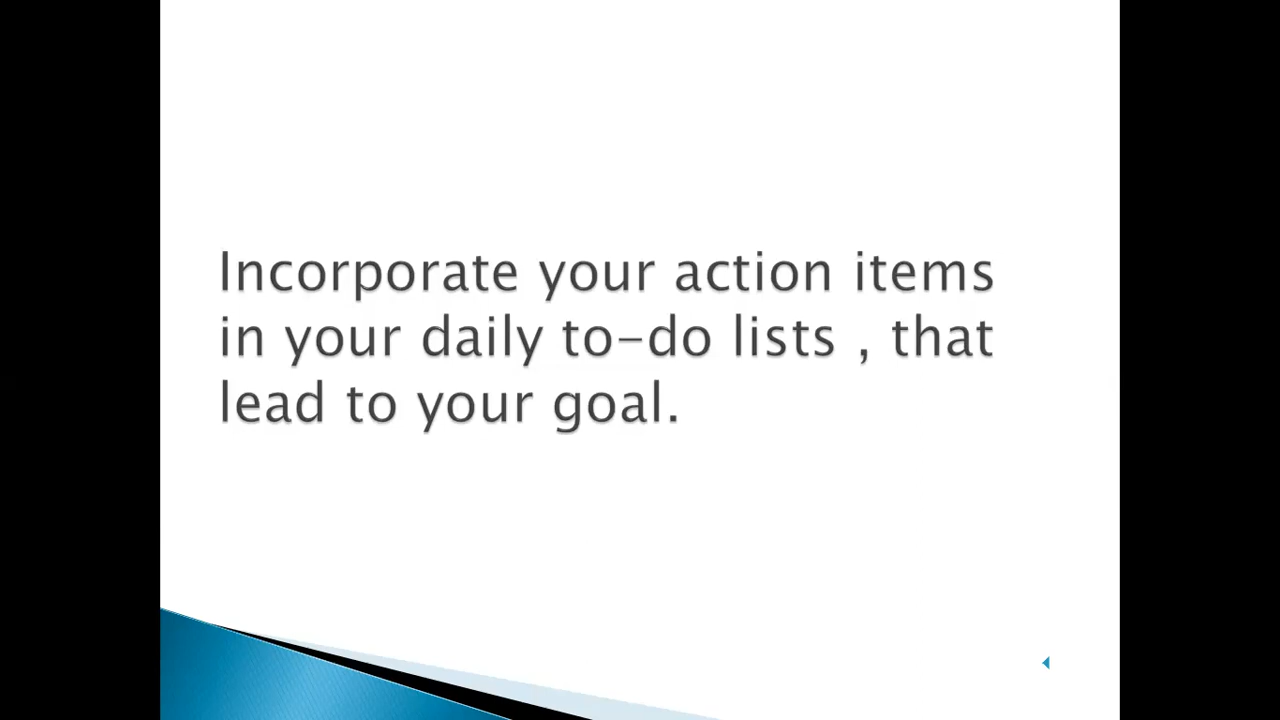 Incorporate your action items
in your daily to-do lists , that
lead to your goal.